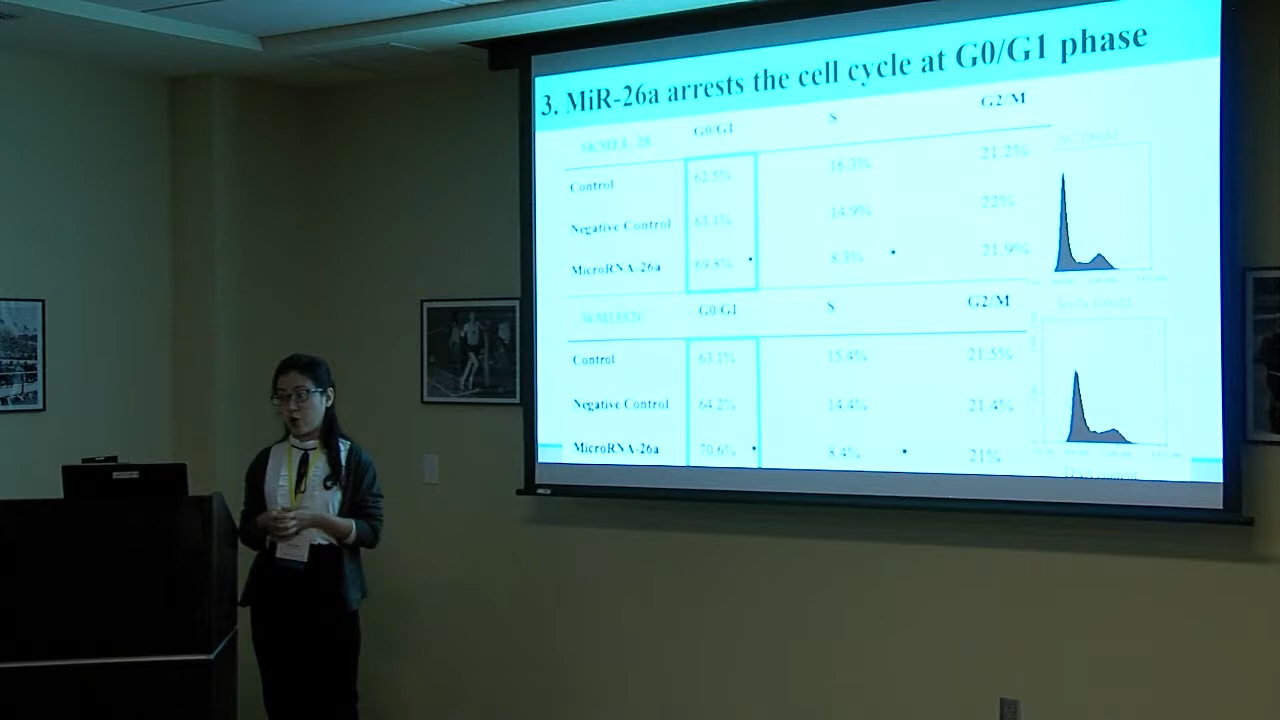 3. MiR-26a arrests the cell cycle at G0/G1 phase
SKMEL 28 G0/G1 S G2/M
Control 62.5% 16.3% 21.2%
Negative Control 63.1% 14.9% 22%
MicroRNA-26a 69.8% • 8.3% • 21.9%
G0/G1 S G2/M
Control 63.1% 15.4% 21.5%
Negative Control 64.2% 14.4% 21.4%
MicroRNA-26a 70.6% • 8.4% • 21%